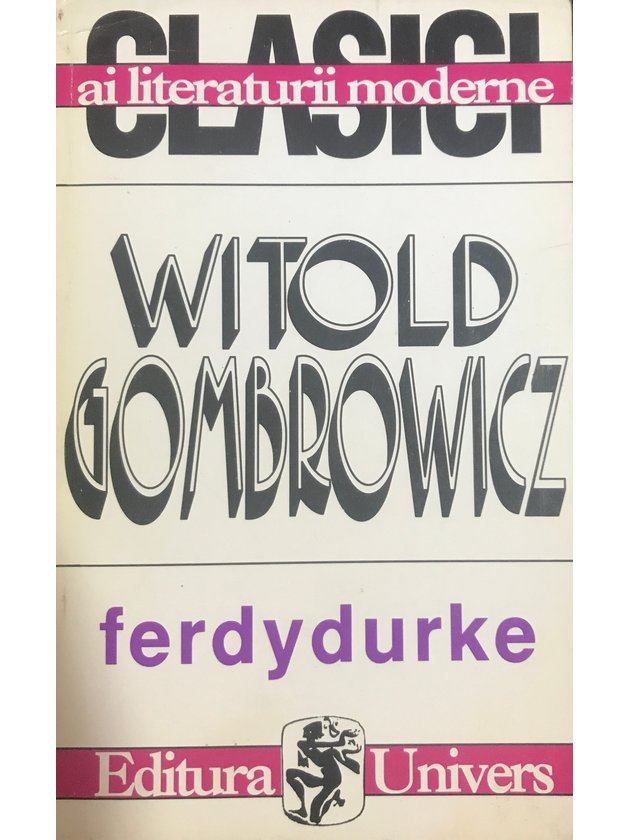 CLASICI
ai literaturii moderne
WITOLD
GOMBROWICZ
ferdydurke
Editura Univers